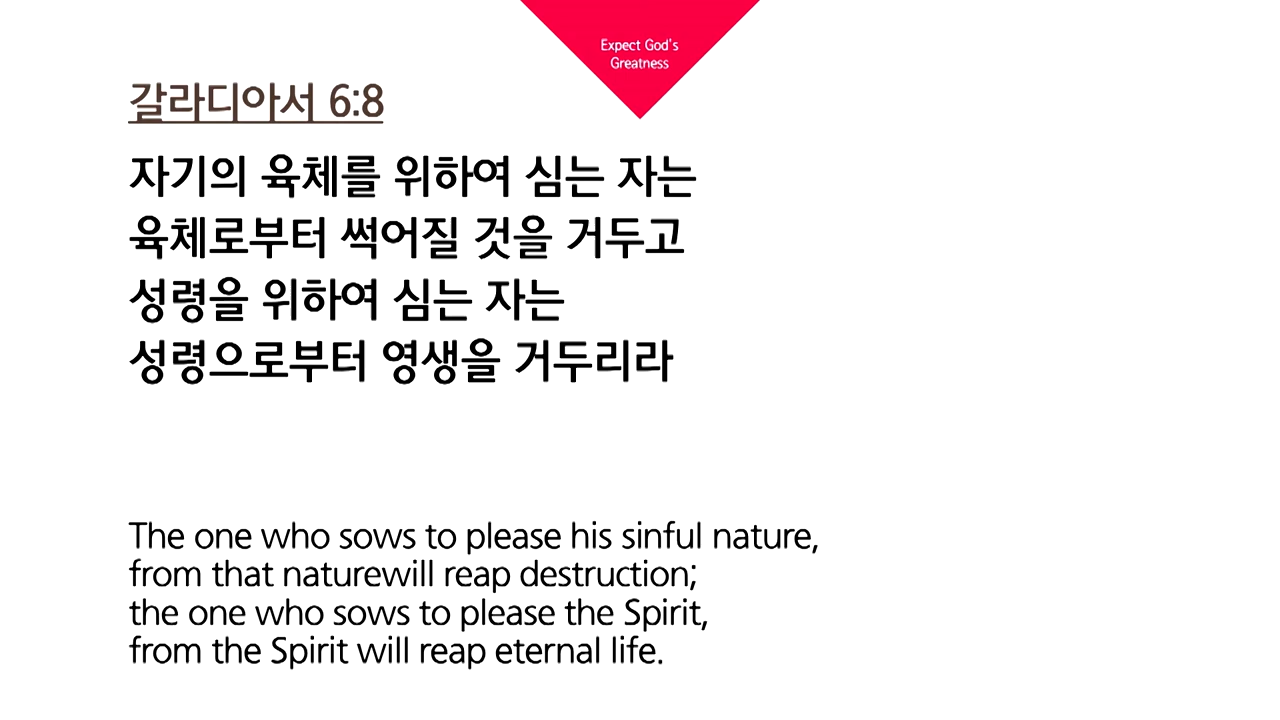 Expect God's
Greatness
갈라디아서 6:8
자기의 육체를 위하여 심는 자는
육체로부터 썩어질 것을 거두고
성령을 위하여 심는 자는
성령으로부터 영생을 거두리라
The one who sows to please his sinful nature,
from that naturewill reap destruction;
the one who sows to please the Spirit,
from the Spirit will reap eternal life.